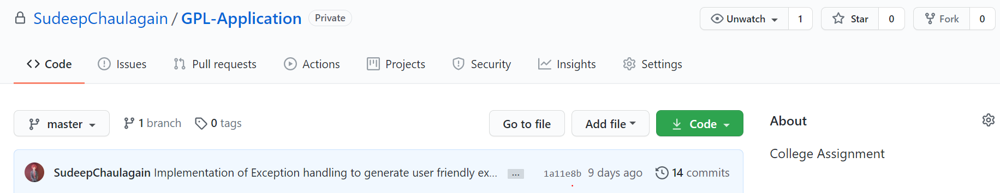 SudeepChaulagain / GPL-Application Private Unwatch 1 Star 0 Fork 0
Code Issues Pull requests Actions Projects Security Insights Settings
master 1 branch 0 tags Go to file Add file Code About
College Assignment
SudeepChaulagain Implementation of Exception handling to generate user friendly ex... ... 1a11e8b 9 days ago 14 commits